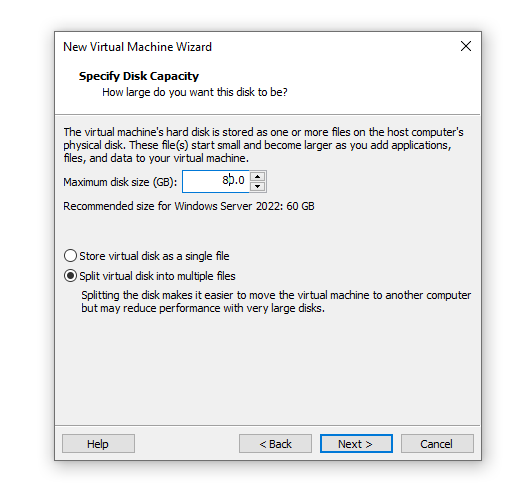 New Virtual Machine Wizard
Specify Disk Capacity
How large do you want this disk to be?
The virtual machine's hard disk is stored as one or more files on the host computer's
physical disk. These file(s) start small and become larger as you add applications,
files, and data to your virtual machine.
Maximum disk size (GB): 80.0
Recommended size for Windows Server 2022: 60 GB
Store virtual disk as a single file
Split virtual disk into multiple files
Splitting the disk makes it easier to move the virtual machine to another computer
but may reduce performance with very large disks.
Help < Back Next > Cancel